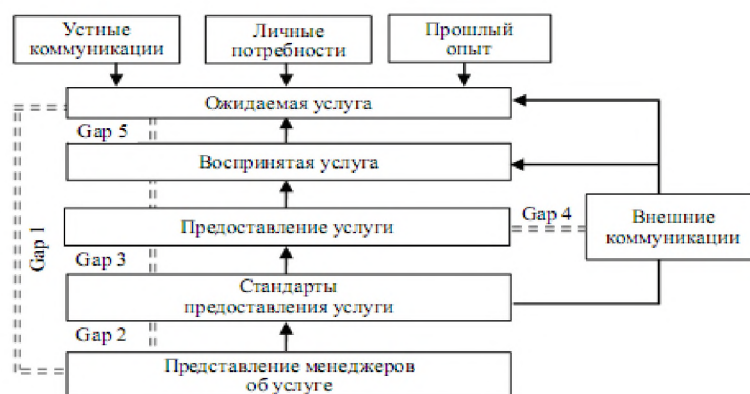 Устные
коммуникации
Личные
потребности
Прошлый
опыт
Ожидаемая услуга
Gap 5
Воспринятая услуга
Gap 1
Предоставление услуги
Gap 4
Внешние
коммуникации
Gap 3
Стандарты
предоставления услуги
Gap 2
Представление менеджеров
об услуге